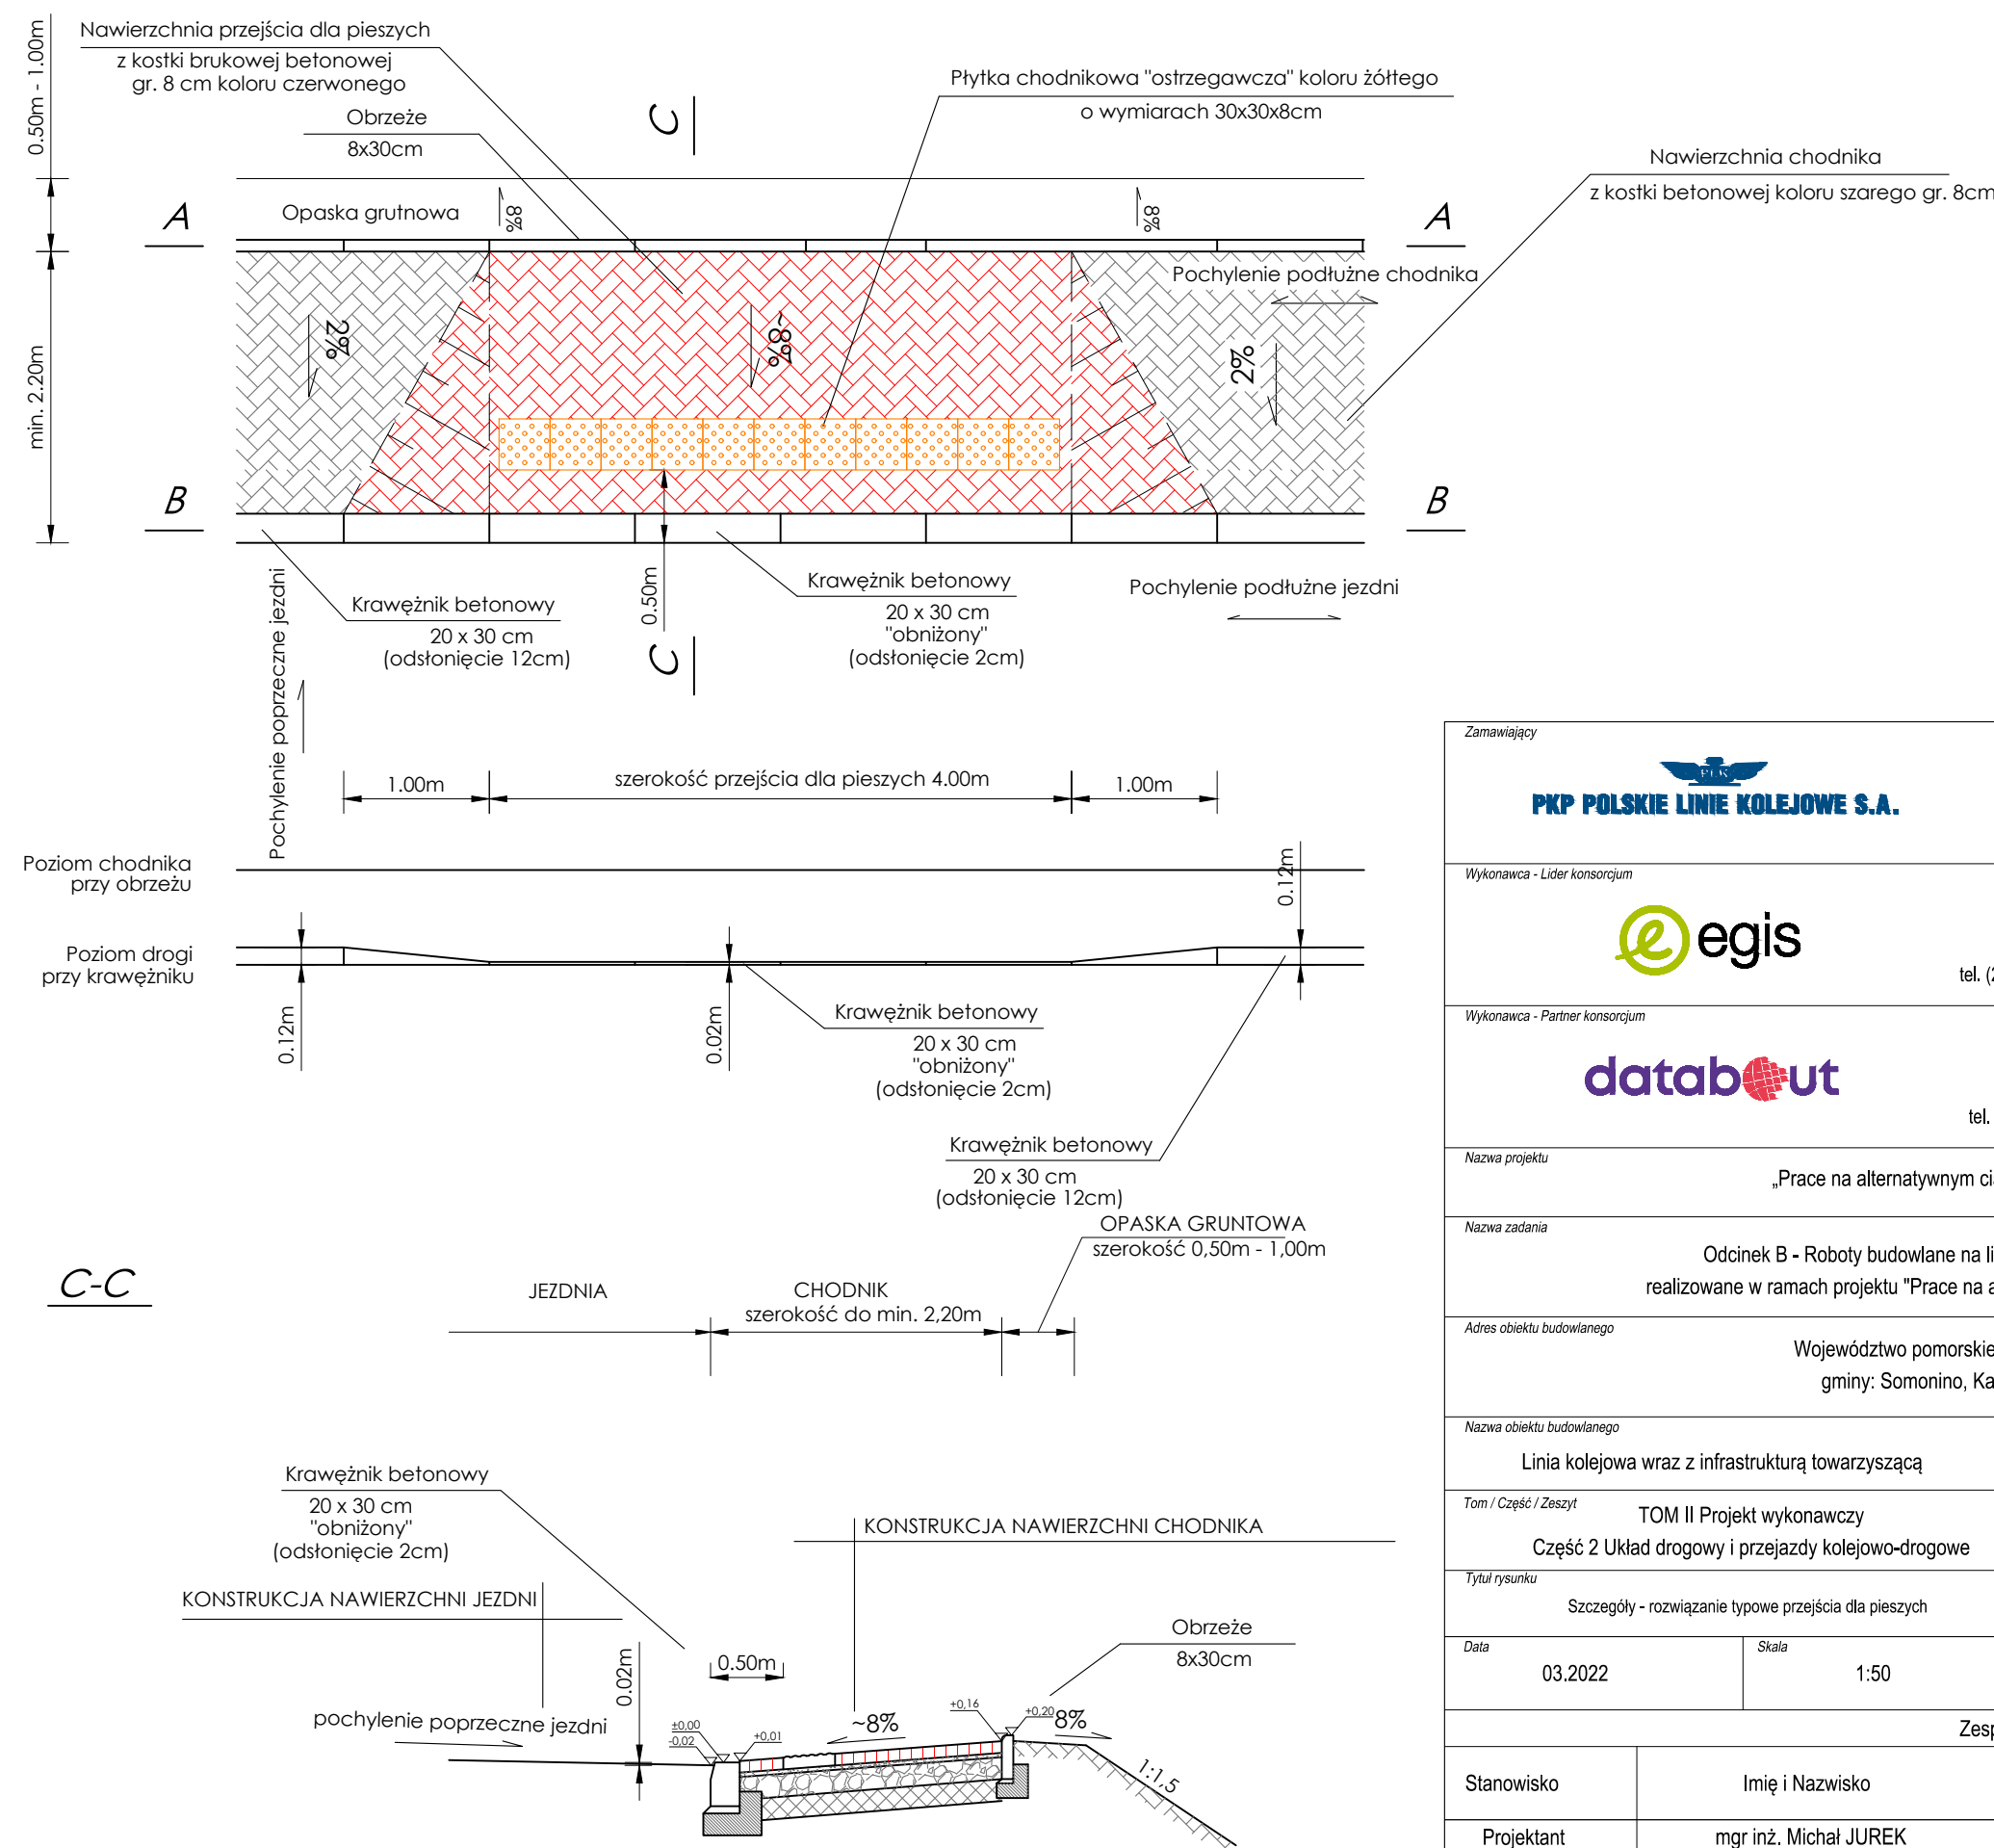 0.50m - 1.00m
Nawierzchnia przejścia dla pieszych
z kostki brukowej betonowej
gr. 8 cm koloru czerwonego
Obrzeże
8x30cm
C
Płytka chodnikowa "ostrzegawcza" koloru żółtego
o wymiarach 30x30x8cm
Nawierzchnia chodnika
z kostki betonowej koloru szarego gr. 8cm
A
Opaska grutnowa
8%
8%
A
Pochylenie podłużne chodnika
min. 2.20m
2%
~8%
2%
B
B
Krawężnik betonowy
20 x 30 cm
(odsłonięcie 12cm)
0.50m
Krawężnik betonowy
20 x 30 cm
"obniżony"
(odsłonięcie 2cm)
Pochylenie podłużne jezdni
C
Pochylenie poprzeczne jezdni
1.00m
szerokość przejścia dla pieszych 4.00m
1.00m
Poziom chodnika
przy obrzeżu
0.12m
Poziom drogi
przy krawężniku
0.12m
0.02m
Krawężnik betonowy
20 x 30 cm
"obniżony"
(odsłonięcie 2cm)
Krawężnik betonowy
20 x 30 cm
(odsłonięcie 12cm)
C-C
JEZDNIA
CHODNIK
szerokość do min. 2,20m
OPASKA GRUNTOWA
szerokość 0,50m - 1,00m
Krawężnik betonowy
20 x 30 cm
"obniżony"
(odsłonięcie 2cm)
KONSTRUKCJA NAWIERZCHNI CHODNIKA
KONSTRUKCJA NAWIERZCHNI JEZDNI
Obrzeże
8x30cm
0.02m
0.50m
pochylenie poprzeczne jezdni
±0,00
-0,02
+0,01
~8%
+0,16
+0,20
8%
1:1.5
Zamawiający
PKP POLSKIE LINIE KOLEJOWE S.A.
Wykonawca - Lider konsorcjum
egis
tel. (2
Wykonawca - Partner konsorcjum
databout
tel.
Nazwa projektu
„Prace na alternatywnym cią
Nazwa zadania
Odcinek B - Roboty budowlane na li
realizowane w ramach projektu "Prace na a
Adres obiektu budowlanego
Województwo pomorskie
gminy: Somonino, Ka
Nazwa obiektu budowlanego
Linia kolejowa wraz z infrastrukturą towarzyszącą
Tom / Część / Zeszyt
TOM II Projekt wykonawczy
Część 2 Układ drogowy i przejazdy kolejowo-drogowe
Tytuł rysunku
Szczegóły - rozwiązanie typowe przejścia dla pieszych
Data
03.2022
Skala
1:50
Zesp
Stanowisko
Imię i Nazwisko
Projektant
mgr inż. Michał JUREK